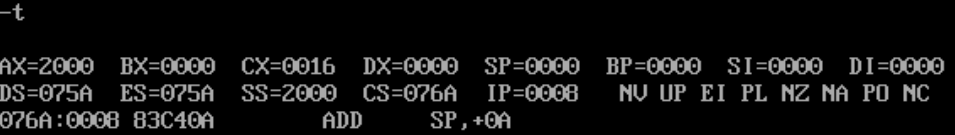 -t
AX=2000 BX=0000 CX=0016 DX=0000 SP=0000 BP=0000 SI=0000 DI=0000
DS=075A ES=075A SS=2000 CS=076A IP=0008 NV UP EI PL NZ NA PO NC
076A:0008 83C40A ADD SP,+0A